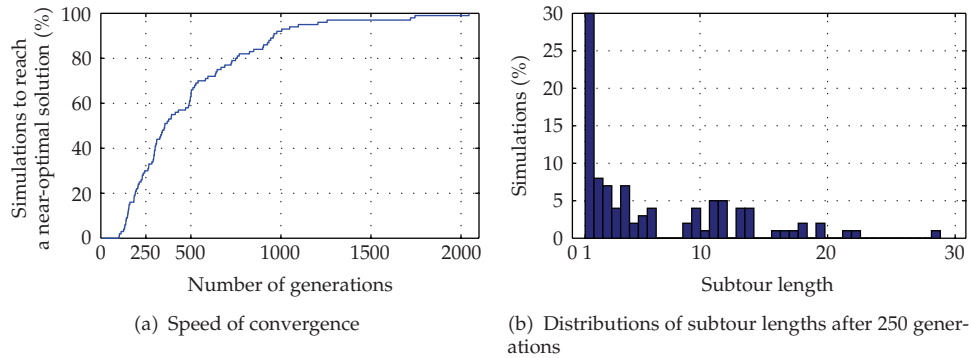 100
80
60
40
20
0
0
250
500
1000
1500
2000
Simulations to reach
a near-optimal solution (%)
Number of generations
(a) Speed of convergence
30
25
20
15
10
5
0
0 1
10
20
30
Simulations (%)
Subtour length
(b) Distributions of subtour lengths after 250 gener-
ations